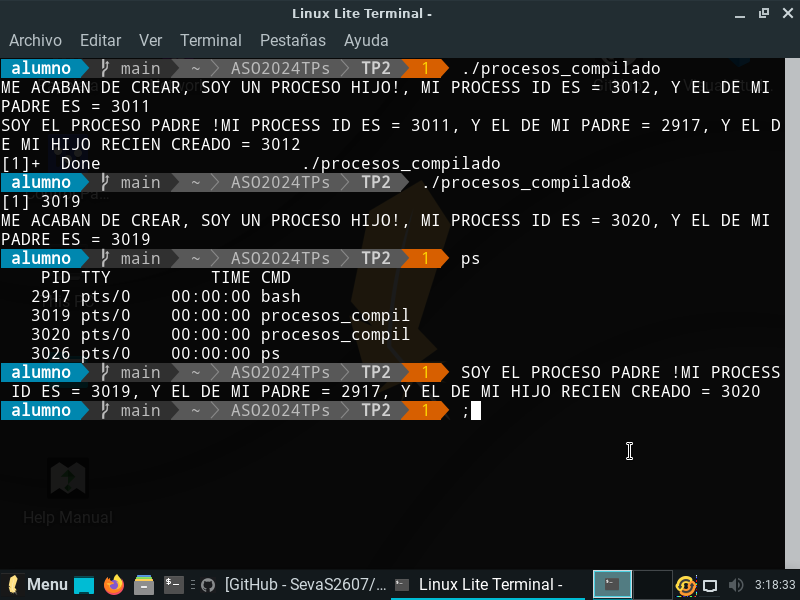 Linux Lite Terminal -
Archivo Editar Ver Terminal Pestañas Ayuda
alumno main ~ ASO2024TPs TP2 1 ./procesos_compilado
ME ACABAN DE CREAR, SOY UN PROCESO HIJO!, MI PROCESS ID ES = 3012, Y EL DE MI
PADRE ES = 3011
SOY EL PROCESO PADRE !MI PROCESS ID ES = 3011, Y EL DE MI PADRE = 2917, Y EL D
E MI HIJO RECIEN CREADO = 3012
[1]+  Done                    ./procesos_compilado
alumno main ~ ASO2024TPs TP2 ./procesos_compilado&
[1] 3019
ME ACABAN DE CREAR, SOY UN PROCESO HIJO!, MI PROCESS ID ES = 3020, Y EL DE MI
PADRE ES = 3019
alumno main ~ ASO2024TPs TP2 1 ps
PID TTY          TIME CMD
2917 pts/0    00:00:00 bash
3019 pts/0    00:00:00 procesos_compil
3020 pts/0    00:00:00 procesos_compil
3026 pts/0    00:00:00 ps
alumno main ~ ASO2024TPs TP2 1 SOY EL PROCESO PADRE !MI PROCESS
ID ES = 3019, Y EL DE MI PADRE = 2917, Y EL DE MI HIJO RECIEN CREADO = 3020
alumno main ~ ASO2024TPs TP2 1 ;
Help Manual
Menu [GitHub - SevaS2607/... Linux Lite Terminal - 3:18:33